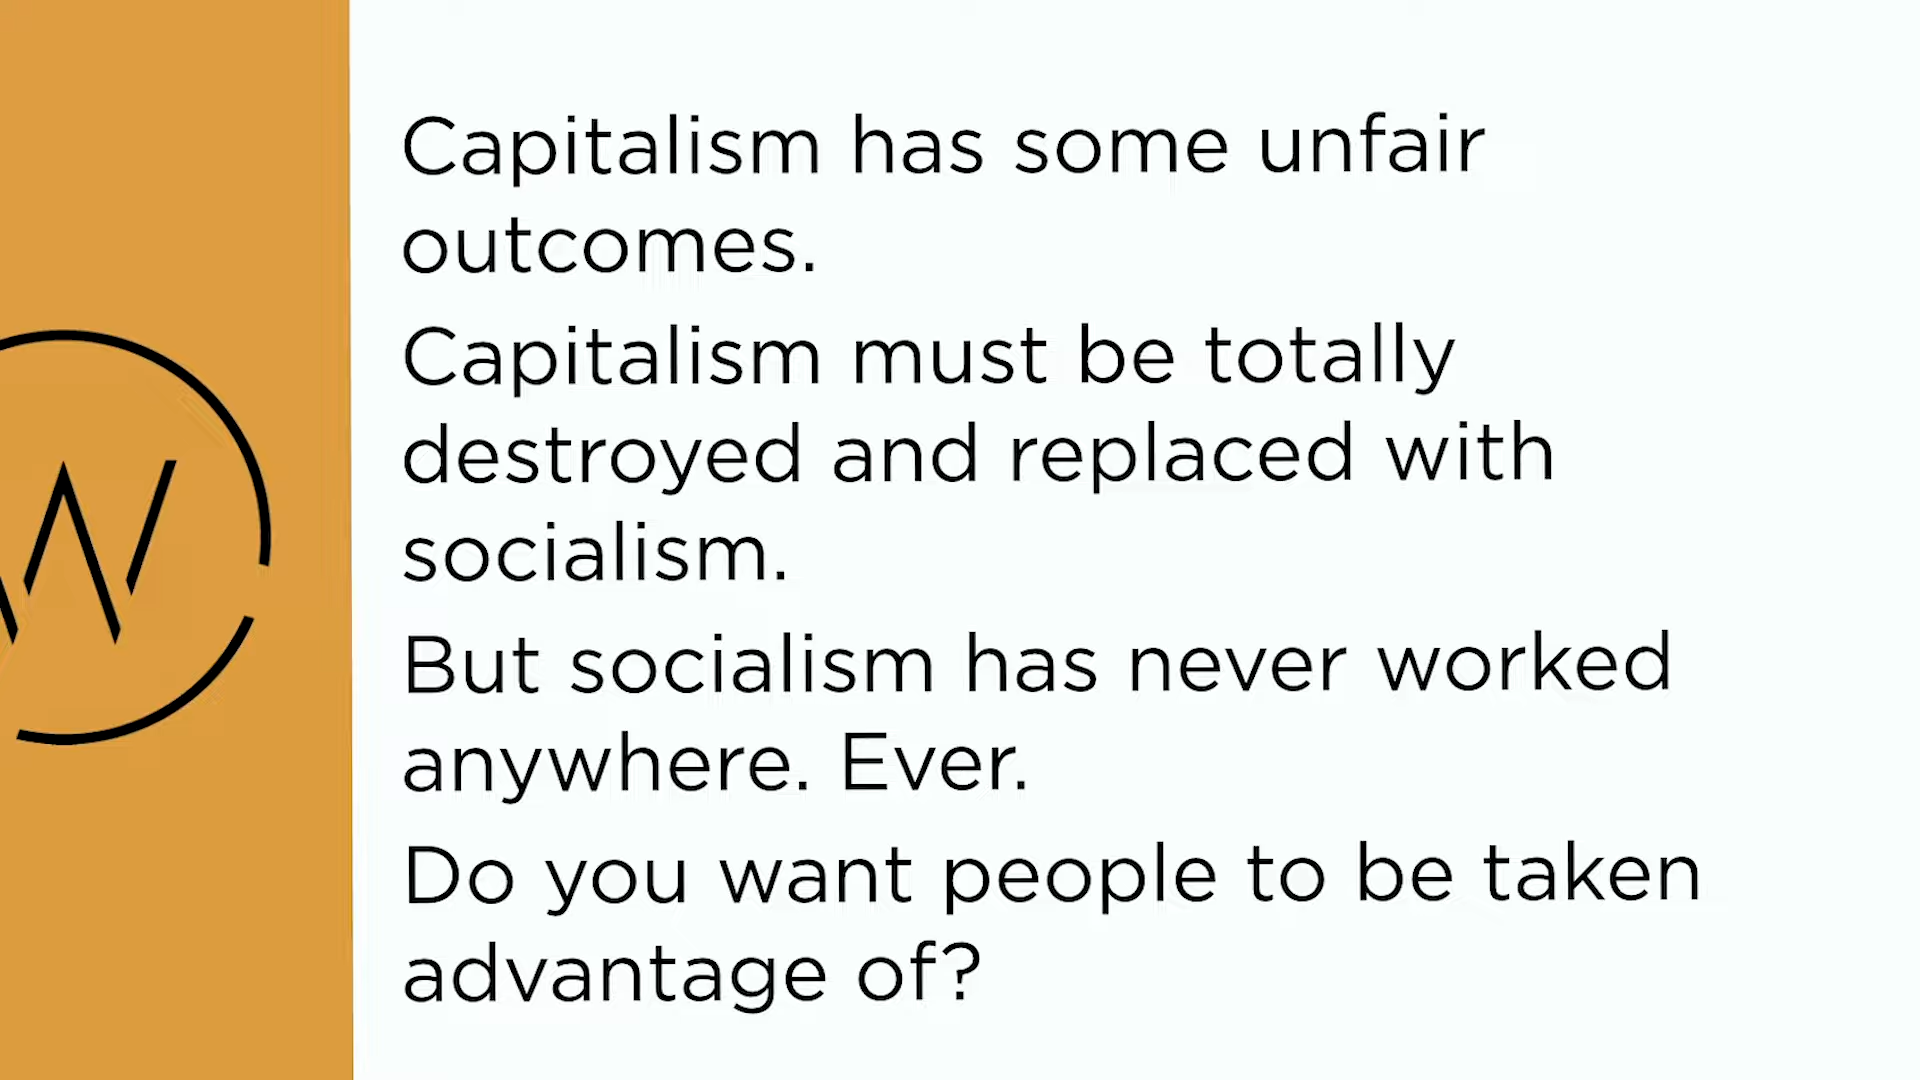 W
Capitalism has some unfair
outcomes.
Capitalism must be totally
destroyed and replaced with
socialism.
But socialism has never worked
anywhere. Ever.
Do you want people to be taken
advantage of?